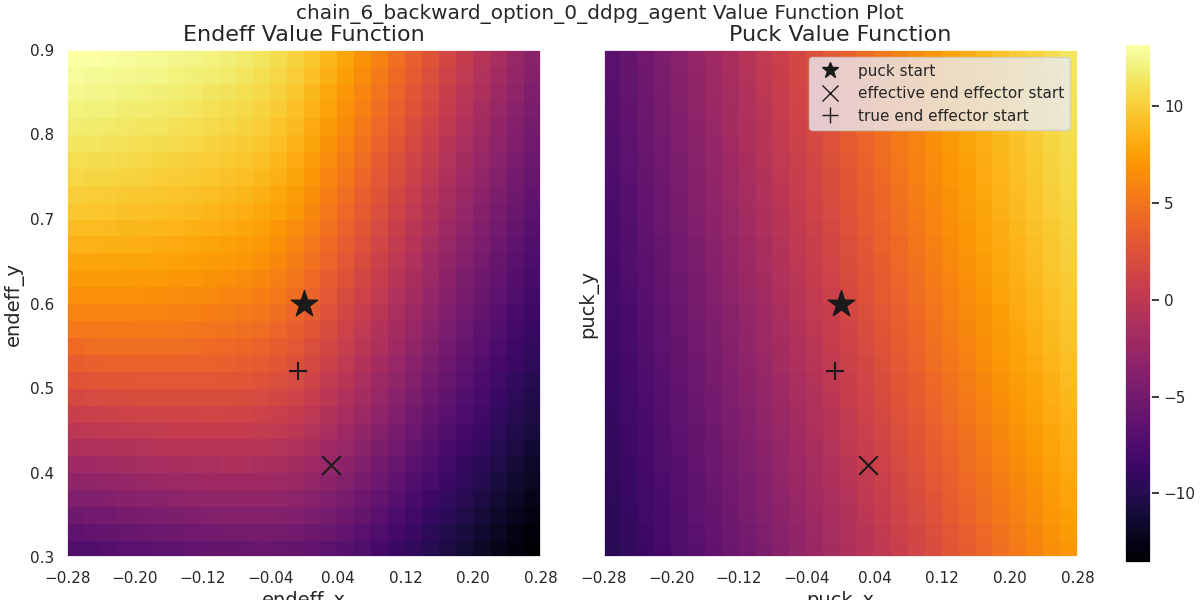 chain_6_backward_option_0_ddpg_agent Value Function Plot
Endeff Value Function
Puck Value Function
puck start
effective end effector start
true end effector start
0.9
0.8
0.7
0.6
0.5
0.4
0.3
endeff_y
−0.28 −0.20 −0.12 −0.04 0.04 0.12 0.20 0.28
endeff_x
puck_y
−0.28 −0.20 −0.12 −0.04 0.04 0.12 0.20 0.28
puck_x
10
5
0
−5
−10